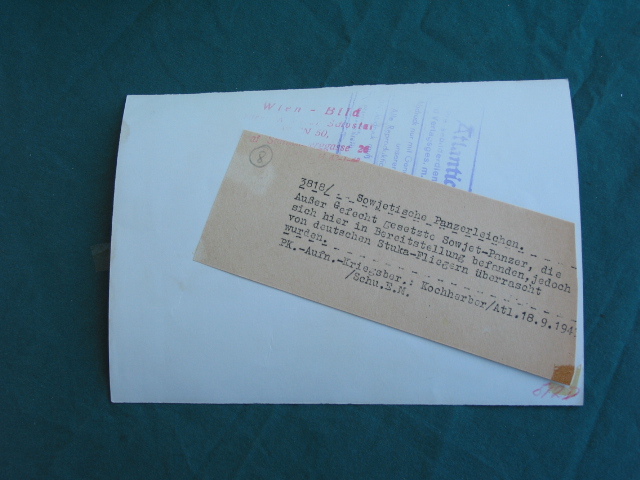 Wien - Bild
Atlantic
8
3818/ . . Sowjetische Panzerleichen.
Außer Gefecht gesetzte Sowjet-Panzer, die
sich hier in Bereitstellung befanden, jedoch
von deutschen Stuka-Fliegern überrascht
wurden.
PK.-Aufn.-Kriegsber.: Kochherber/Atl.18.9.194
/Schu.E.M.